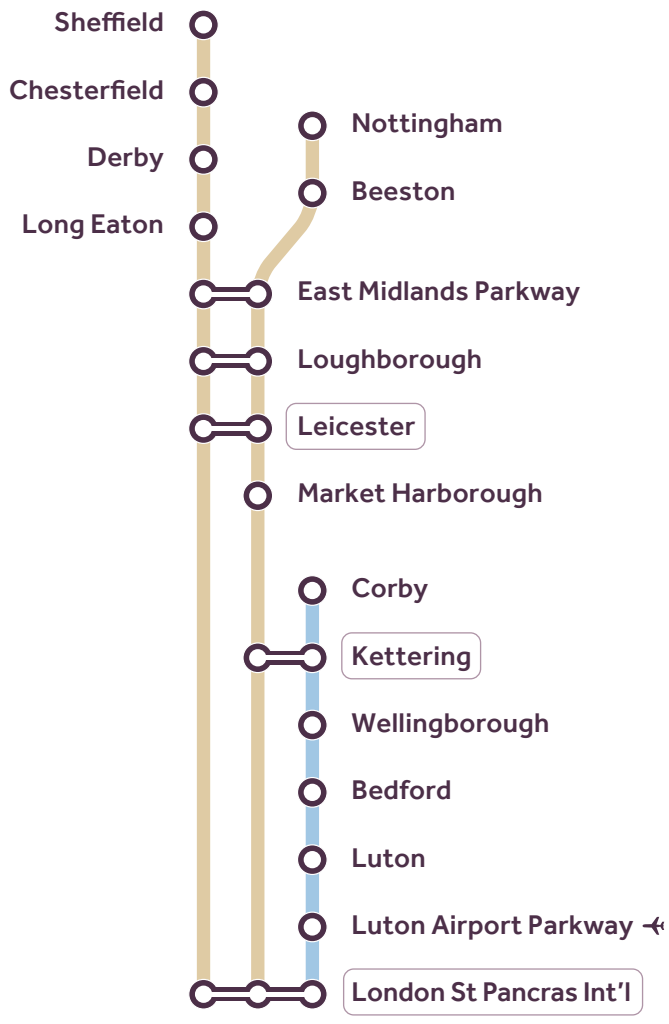 Sheffield
Chesterfield
Nottingham
Derby
Beeston
Long Eaton
East Midlands Parkway
Loughborough
Leicester
Market Harborough
Corby
Kettering
Wellingborough
Bedford
Luton
Luton Airport Parkway
London St Pancras Int'l